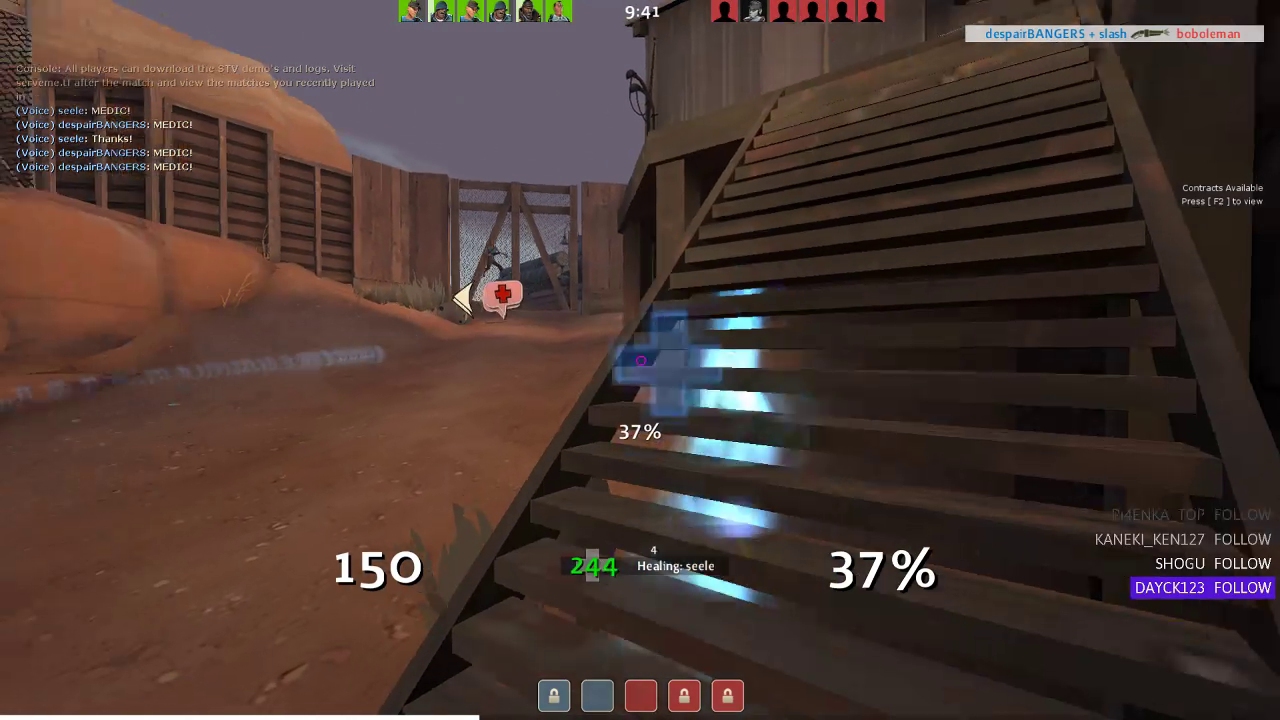 9:41
despairBANGERS + slash boboleman
Console: All players can download the STV demo's and logs. Visit
serveme.tf after the match and view the matches you recently played
in
(Voice) seele: MEDIC!
(Voice) despairBANGERS: MEDIC!
(Voice) seele: Thanks!
(Voice) despairBANGERS: MEDIC!
(Voice) despairBANGERS: MEDIC!
Contracts Available
Press [ F2 ] to view
37%
150
244
4
Healing: seele
37%
FOLLOW
KANEKI_KEN127 FOLLOW
SHOGU FOLLOW
DAYCK123 FOLLOW